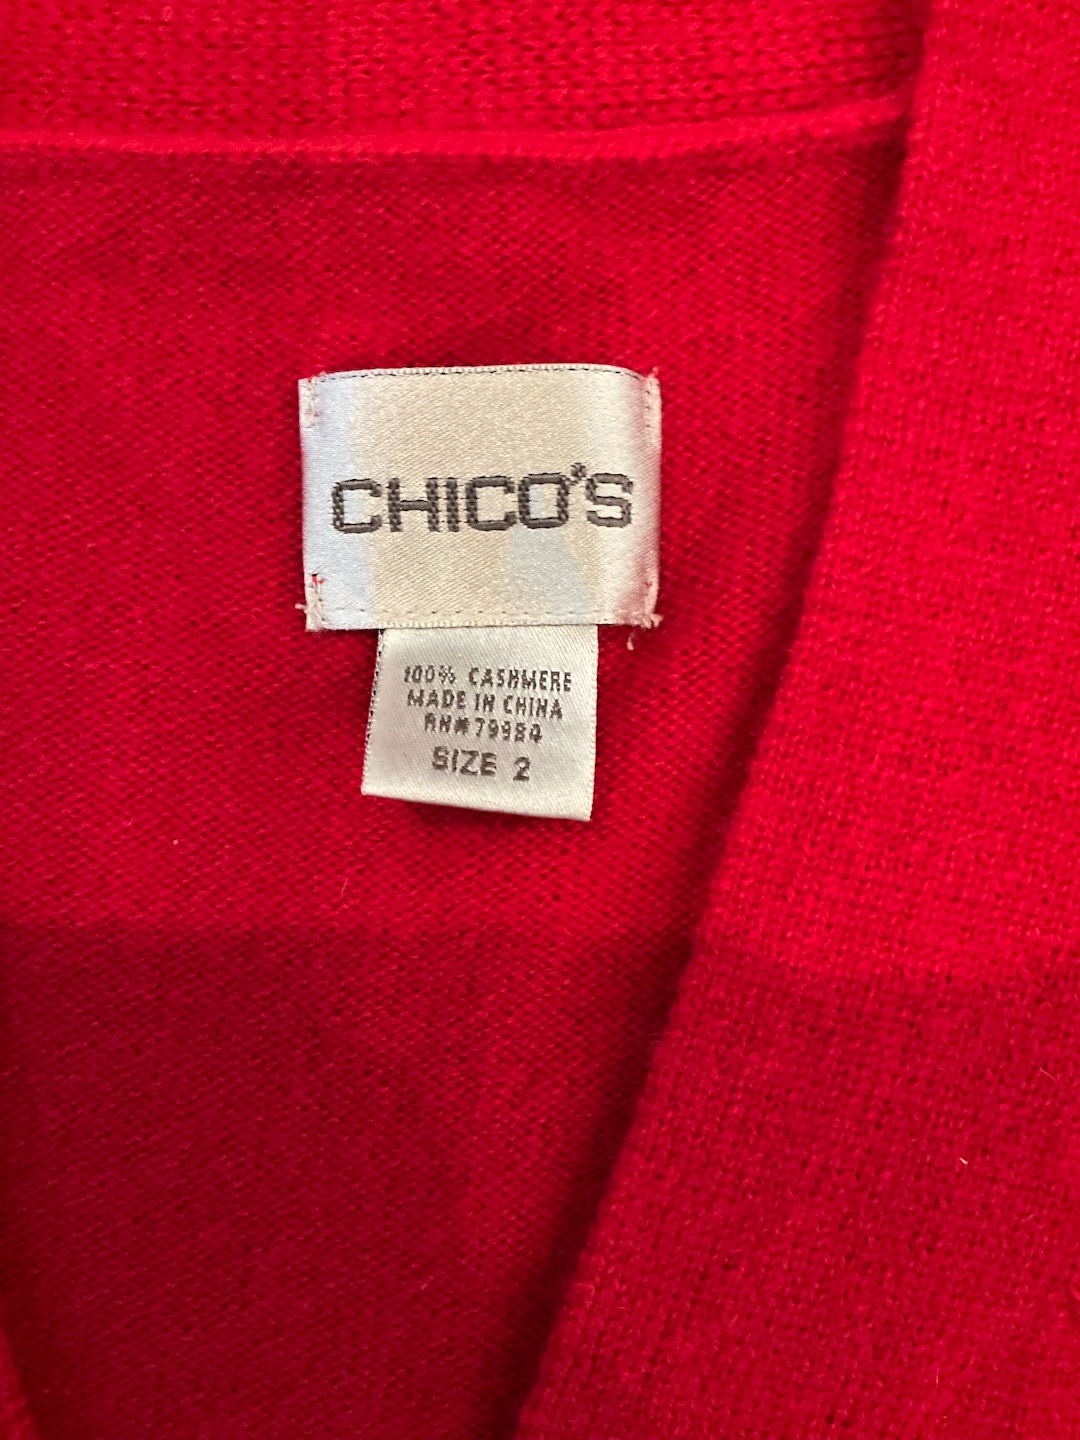 CHICO'S
100% CASHMERE
MADE IN CHINA
RN# 79984
SIZE 2